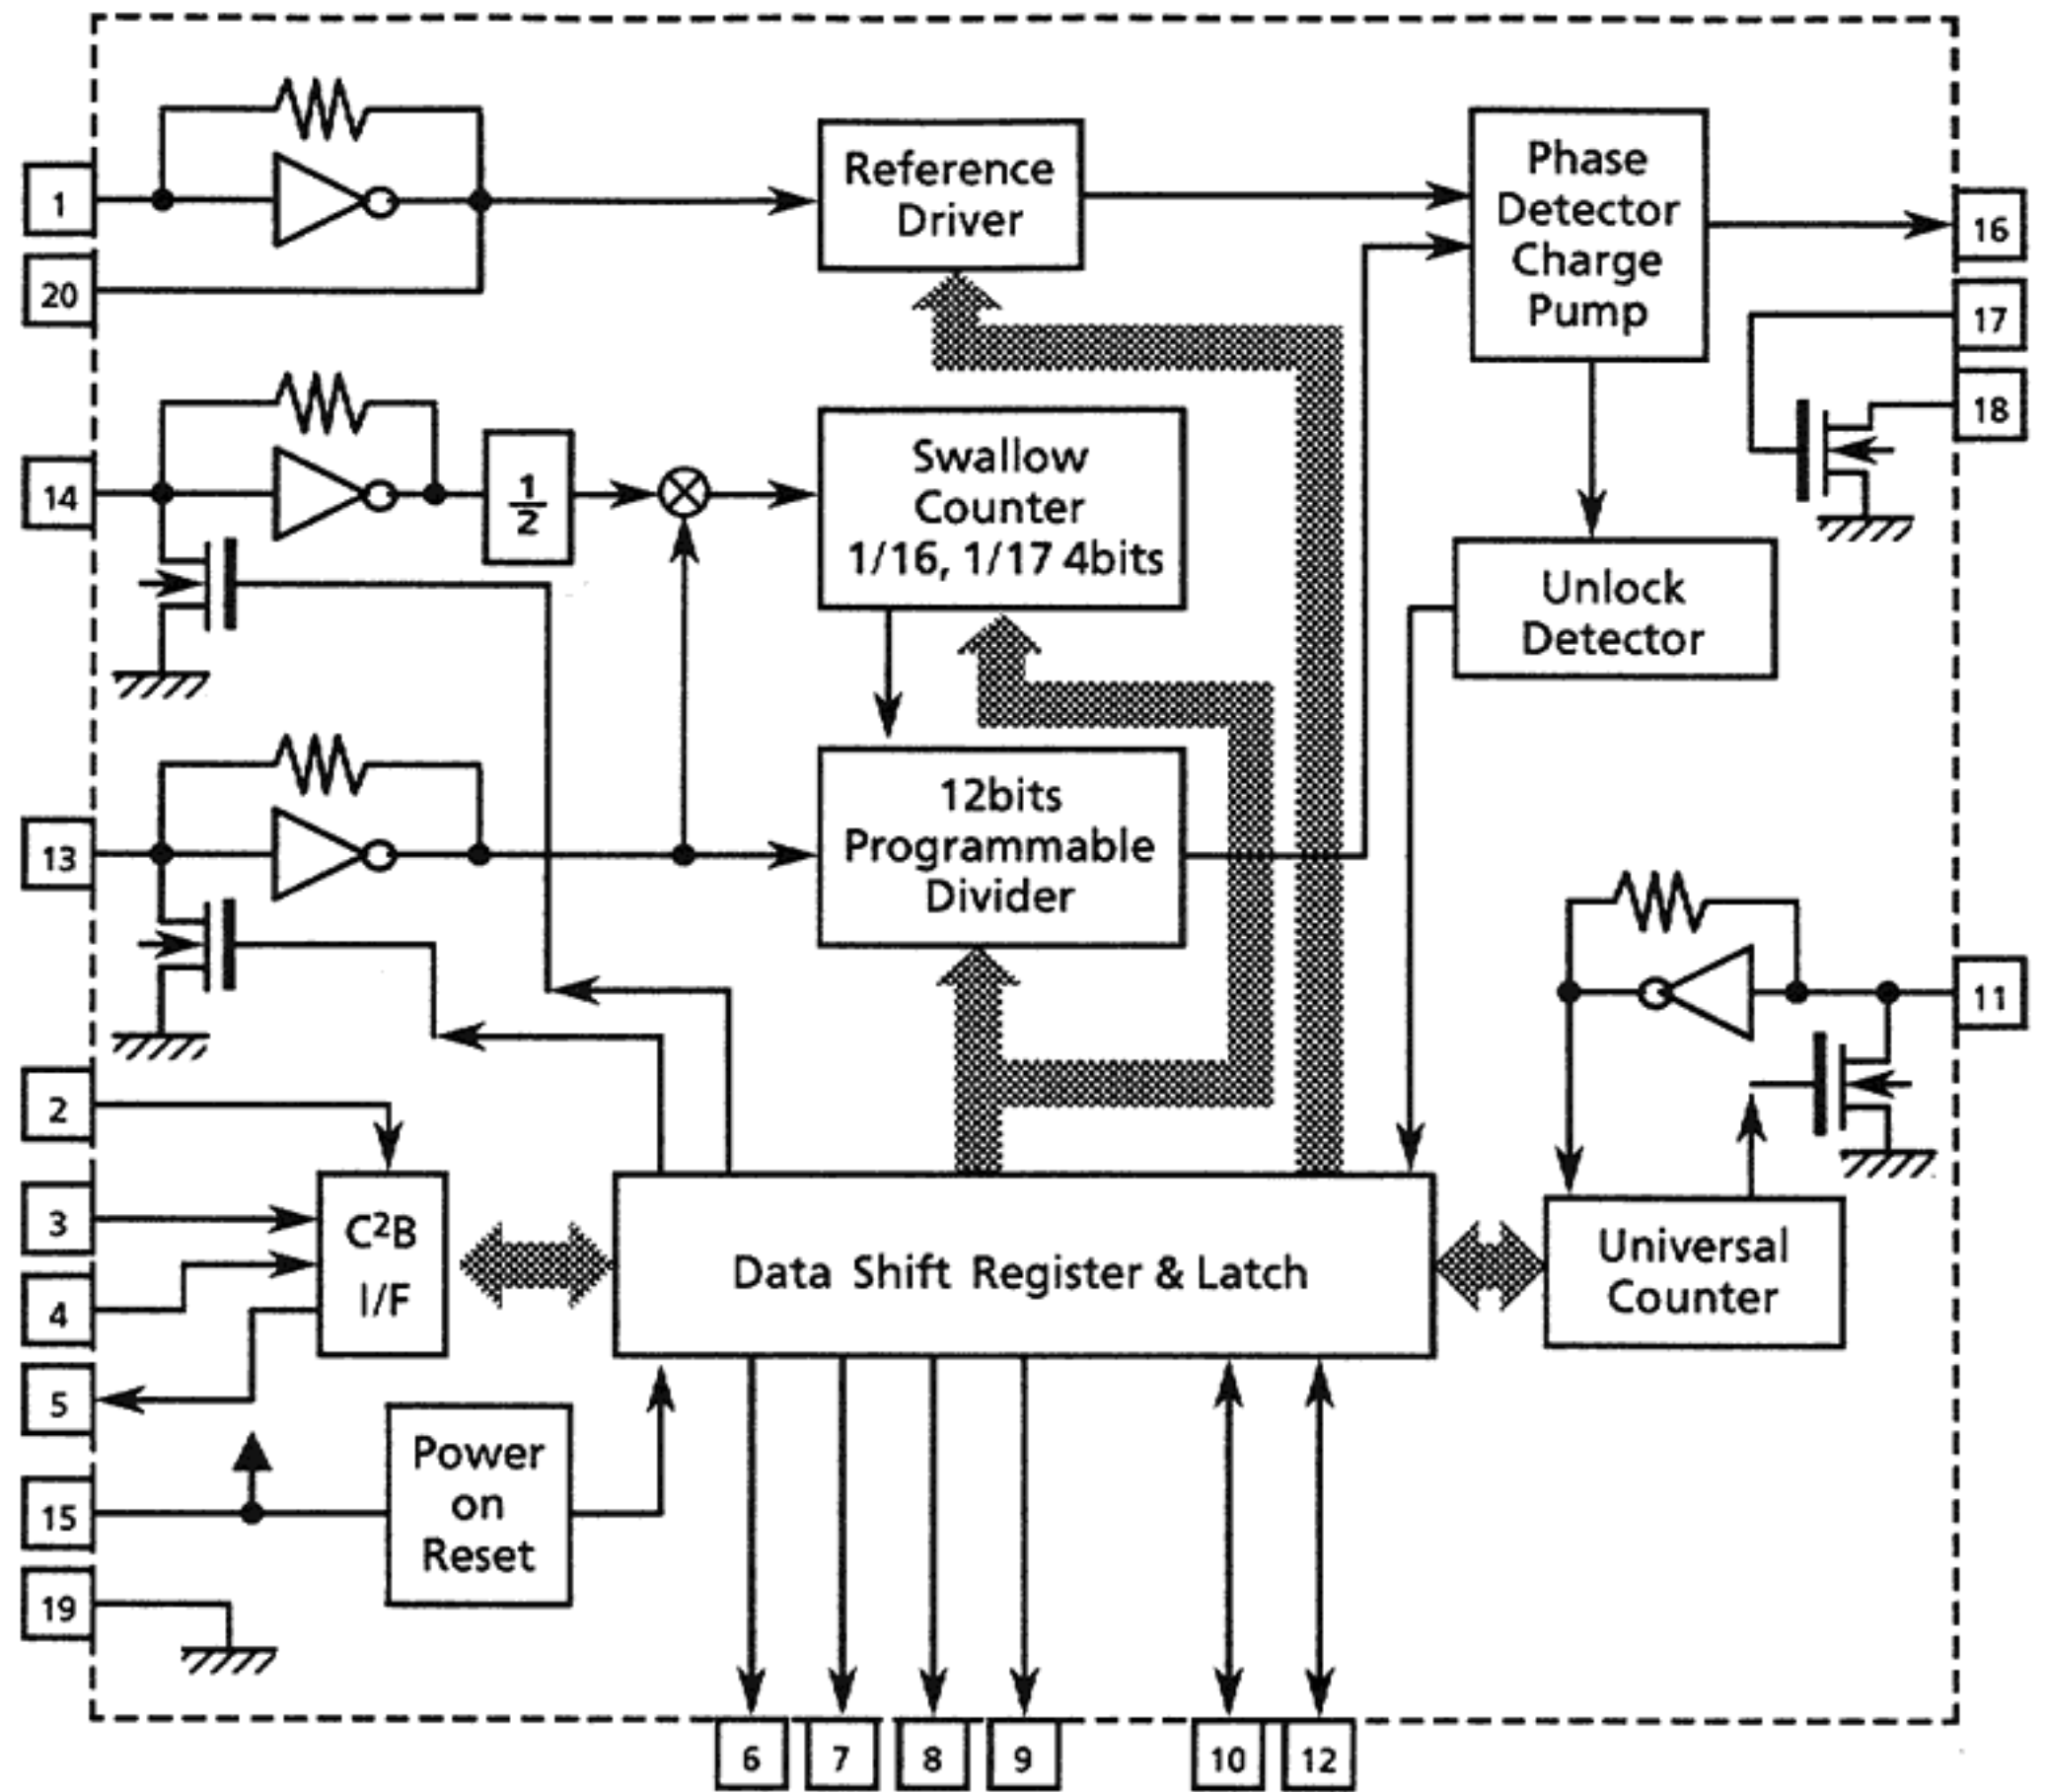 1
Reference
Driver
Phase
Detector
Charge
Pump
16
20
17
18
14
1
2
Swallow
Counter
1/16, 1/17 4bits
Unlock
Detector
13
12bits
Programmable
Divider
11
2
3
4
5
C²B
I/F
Data Shift Register & Latch
Universal
Counter
15
Power
on
Reset
19
6
7
8
9
10
12